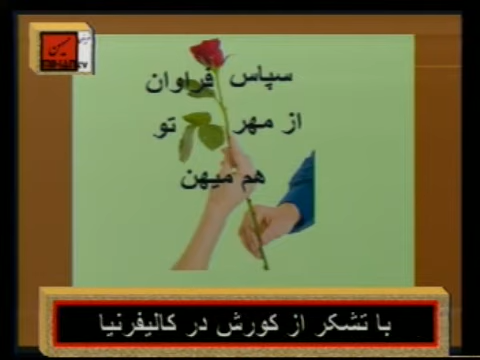 سپاس فراوان
از مهر تو
هم میهن
با تشکر از کورش در کالیفرنیا